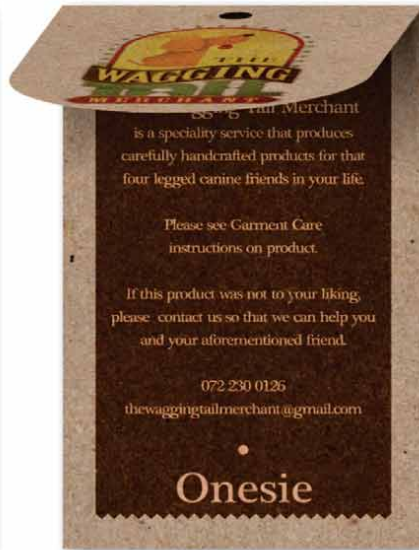 THE
WAGGING
TAIL
MERCHANT
gging Tail Merchant
is a speciality service that produces
carefully handcrafted products for that
four legged canine friends in your life.
Please see Garment Care
instructions on product.
If this product was not to your liking,
please contact us so that we can help you
and your aforementioned friend.
072 230 0126
thewaggingtailmerchant@gmail.com
Onesie